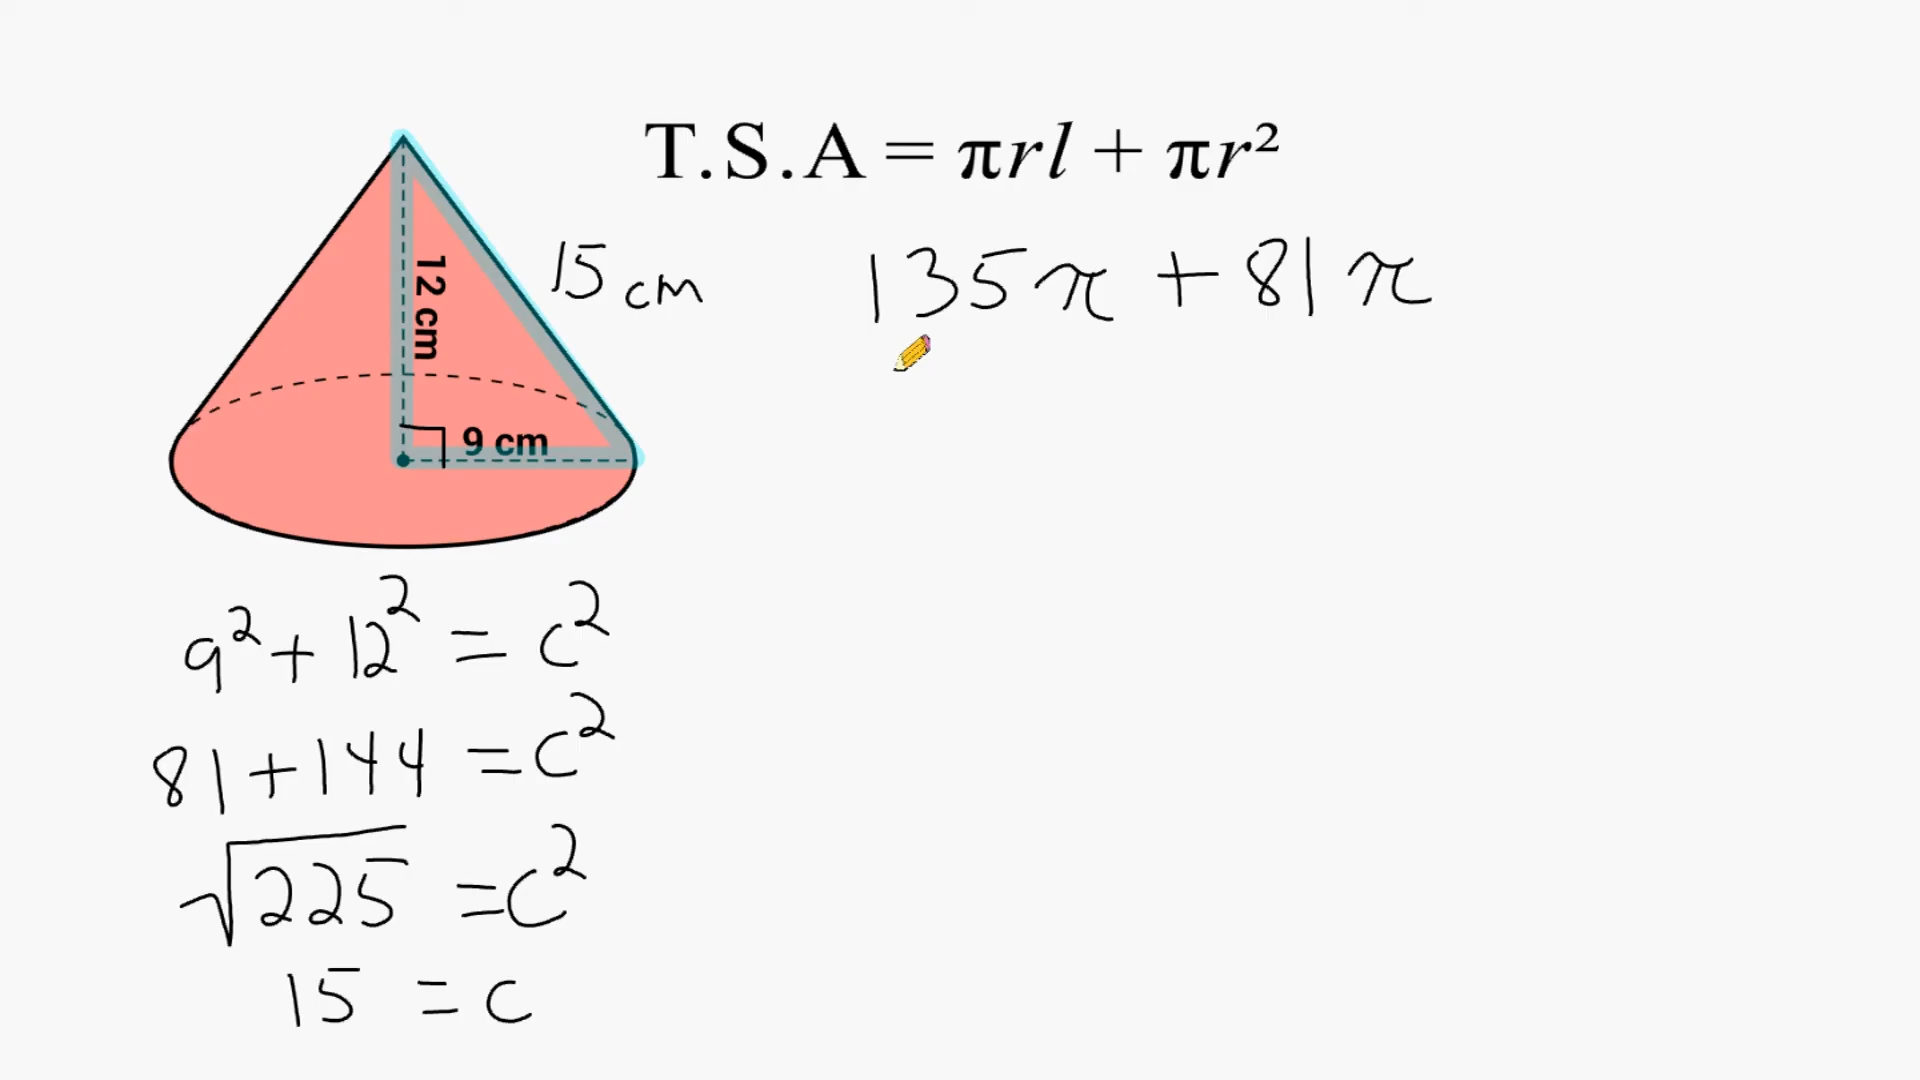 T.S.A = πrl + πr²
12 cm
15 cm
135π + 81π
9 cm
9² + 12² = c²
81 + 144 = c²
√225 = c²
15 = c